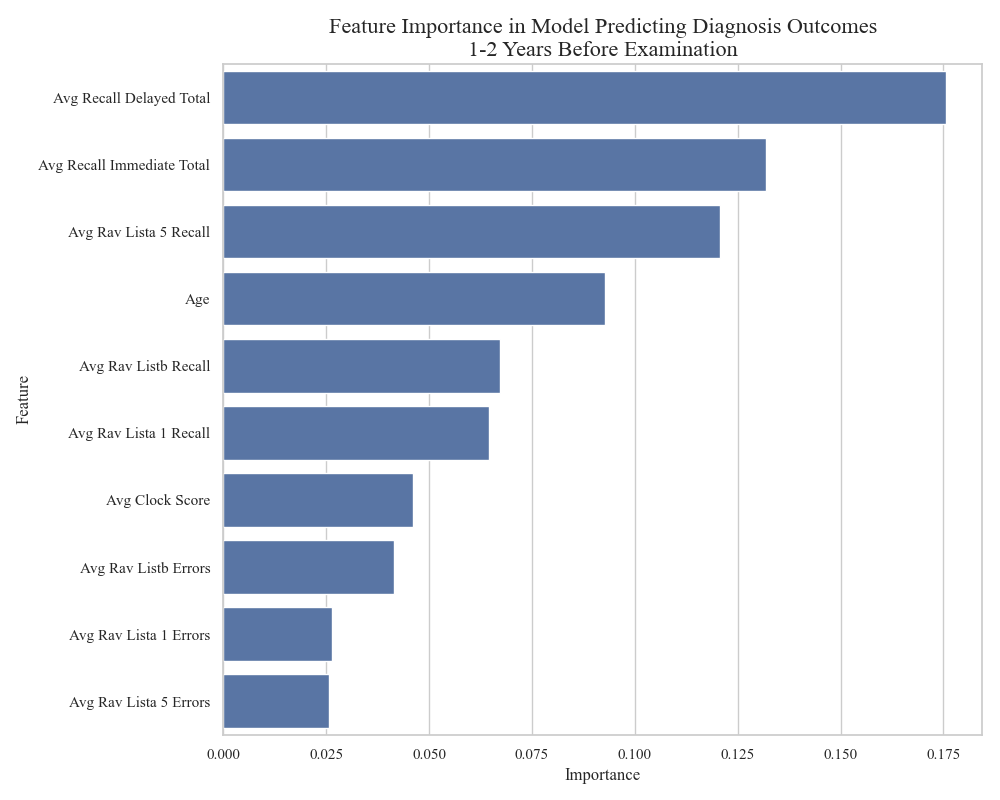 Feature Importance in Model Predicting Diagnosis Outcomes
1-2 Years Before Examination
Avg Recall Delayed Total
Avg Recall Immediate Total
Avg Rav Lista 5 Recall
Age
Avg Rav Listb Recall
Avg Rav Lista 1 Recall
Avg Clock Score
Avg Rav Listb Errors
Avg Rav Lista 1 Errors
Avg Rav Lista 5 Errors
Feature
0.000 0.025 0.050 0.075 0.100 0.125 0.150 0.175
Importance